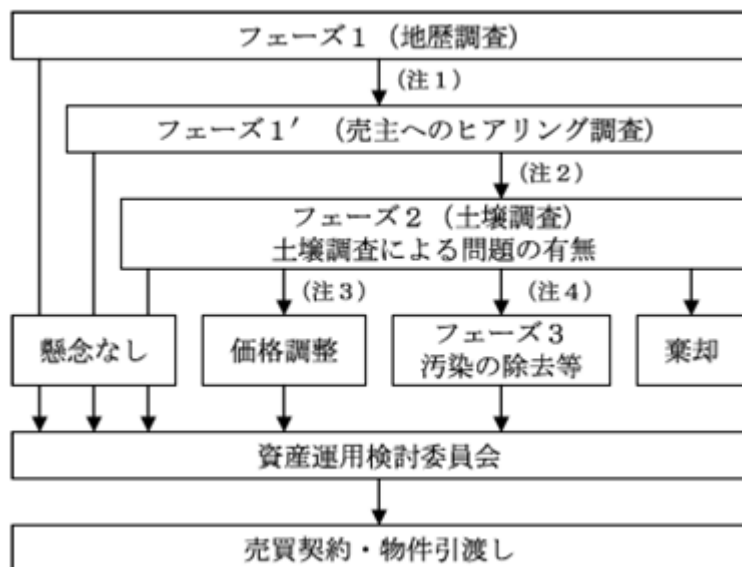 フェーズ1（地歴調査）
(注1)
フェーズ1′（売主へのヒアリング調査）
(注2)
フェーズ2（土壌調査）
土壌調査による問題の有無
(注3)
(注4)
懸念なし
価格調整
フェーズ3
汚染の除去等
棄却
資産運用検討委員会
売買契約・物件引渡し